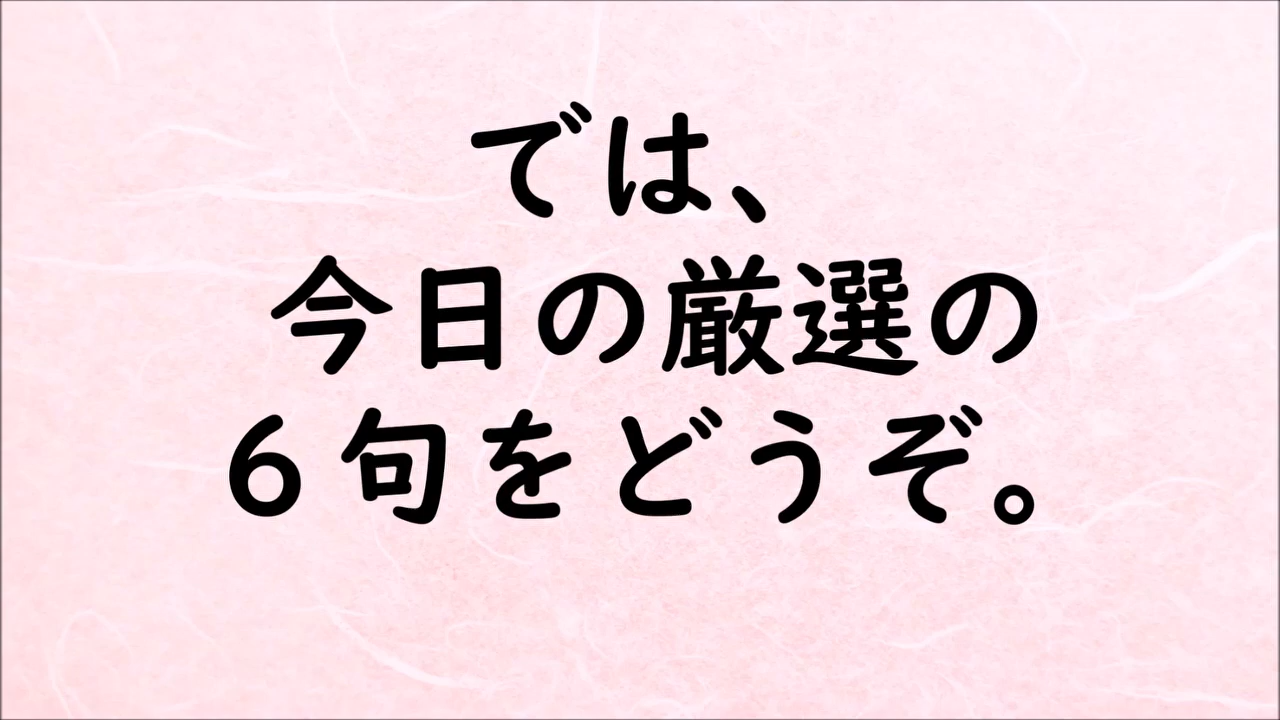 では、
今日の厳選の
６句をどうぞ。